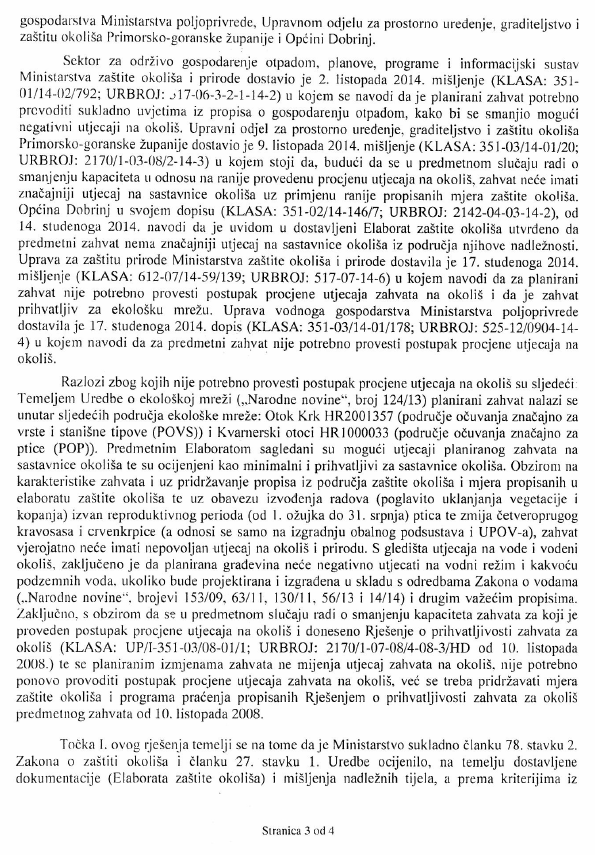 gospodarstva Ministarstva poljoprivrede, Upravnom odjelu za prostorno uređenje, graditeljstvo i
zaštitu okoliša Primorsko-goranske županije i Općini Dobrinj.
Sektor za održivo gospodarenje otpadom, planove, programe i informacijski sustav
Ministarstva zaštite okoliša i prirode dostavio je 2. listopada 2014. mišljenje (KLASA: 351-
01/14-02/792; URBROJ: 517-06-3-2-1-14-2) u kojem se navodi da je planirani zahvat potrebno
provoditi sukladno uvjetima iz propisa o gospodarenju otpadom, kako bi se smanjio mogući
negativni utjecaji na okoliš. Upravni odjel za prostorno uređenje, graditeljstvo i zaštitu okoliša
Primorsko-goranske županije dostavio je 9. listopada 2014. mišljenje (KLASA: 351-03/14-01/20;
URBROJ: 2170/1-03-08/2-14-3) u kojem stoji da, budući da se u predmetnom slučaju radi o
smanjenju kapaciteta u odnosu na ranije provedenu procjenu utjecaja na okoliš, zahvat neće imati
značajniji utjecaj na sastavnice okoliša uz primjenu ranije propisanih mjera zaštite okoliša.
Općina Dobrinj u svojem dopisu (KLASA: 351-02/14-146/7; URBROJ: 2142-04-03-14-2), od
14. studenoga 2014. navodi da je uvidom u dostavljeni Elaborat zaštite okoliša utvrđeno da
predmetni zahvat nema značajniji utjecaj na sastavnice okoliša iz područja njihove nadležnosti.
Uprava za zaštitu prirode Ministarstva zaštite okoliša i prirode dostavila je 17. studenoga 2014.
mišljenje (KLASA: 612-07/14-59/139; URBROJ: 517-07-14-6) u kojem navodi da za planirani
zahvat nije potrebno provesti postupak procjene utjecaja zahvata na okoliš i da je zahvat
prihvatljiv za ekološku mrežu. Uprava vodnoga gospodarstva Ministarstva poljoprivrede
dostavila je 17. studenoga 2014. dopis (KLASA: 351-03/14-01/178; URBROJ: 525-12/0904-14-
4) u kojem navodi da za predmetni zahvat nije potrebno provesti postupak procjene utjecaja na
okoliš.
Razlozi zbog kojih nije potrebno provesti postupak procjene utjecaja na okoliš su sljedeći:
Temeljem Uredbe o ekološkoj mreži („Narodne novine“, broj 124/13) planirani zahvat nalazi se
unutar sljedećih područja ekološke mreže: Otok Krk HR2001357 (područje očuvanja značajno za
vrste i stanišne tipove (POVS)) i Kvarnerski otoci HR1000033 (područje očuvanja značajno za
ptice (POP)). Predmetnim Elaboratom sagledani su mogući utjecaji planiranog zahvata na
sastavnice okoliša te su ocijenjeni kao minimalni i prihvatljivi za sastavnice okoliša. Obzirom na
karakteristike zahvata i uz pridržavanje propisa iz područja zaštite okoliša i mjera propisanih u
elaboratu zaštite okoliša te uz obavezu izvođenja radova (poglavito uklanjanja vegetacije i
kopanja) izvan reproduktivnog perioda (od 1. ožujka do 31. srpnja) ptica te zmija četveroprugog
kravosasa i crvenkrpice (a odnosi se samo na izgradnju obalnog podsustava i UPOV-a), zahvat
vjerojatno neće imati nepovoljan utjecaj na okoliš i prirodu. S gledišta utjecaja na vode i vodeni
okoliš, zaključeno je da planirana građevina neće negativno utjecati na vodni režim i kakvoću
podzemnih voda, ukoliko bude projektirana i izgrađena u skladu s odredbama Zakona o vodama
(„Narodne novine“, brojevi 153/09, 63/11, 130/11, 56/13 i 14/14) i drugim važećim propisima.
Zaključno, s obzirom da se u predmetnom slučaju radi o smanjenju kapaciteta zahvata za koji je
proveden postupak procjene utjecaja na okoliš i doneseno Rješenje o prihvatljivosti zahvata za
okoliš (KLASA: UP/I-351-03/08-01/1; URBROJ: 2170/1-07-08/4-08-3/HD od 10. listopada
2008.) te se planiranim izmjenama zahvata ne mijenja utjecaj zahvata na okoliš, nije potrebno
ponovo provoditi postupak procjene utjecaja zahvata na okoliš, već se treba pridržavati mjera
zaštite okoliša i programa praćenja propisanih Rješenjem o prihvatljivosti zahvata za okoliš
predmetnog zahvata od 10. listopada 2008.
Točka I. ovog rješenja temelji se na tome da je Ministarstvo sukladno članku 78. stavku 2.
Zakona o zaštiti okoliša i članku 27. stavku 1. Uredbe ocijenilo, na temelju dostavljene
dokumentacije (Elaborata zaštite okoliša) i mišljenja nadležnih tijela, a prema kriterijima iz
Stranica 3 od 4